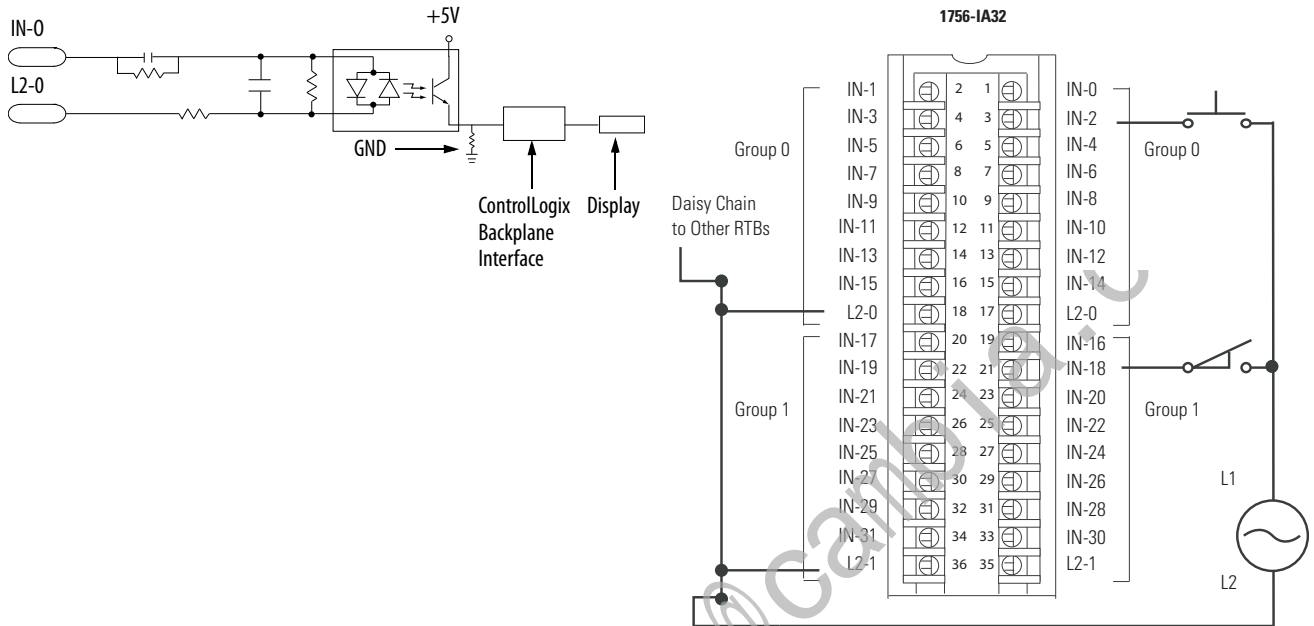 IN-0
L2-0
+5V
GND
ControlLogix
Backplane
Interface
Display
1756-IA32
Group 0
Group 1
Daisy Chain
to Other RTBs
IN-1 2 1 IN-0
IN-3 4 3 IN-2
IN-5 6 5 IN-4
IN-7 8 7 IN-6
IN-9 10 9 IN-8
IN-11 12 11 IN-10
IN-13 14 13 IN-12
IN-15 16 15 IN-14
L2-0 18 17 L2-0
IN-17 20 19 IN-16
IN-19 22 21 IN-18
IN-21 24 23 IN-20
IN-23 26 25 IN-22
IN-25 28 27 IN-24
IN-27 30 29 IN-26
IN-29 32 31 IN-28
IN-31 34 33 IN-30
L2-1 36 35 L2-1
Group 0
Group 1
L1
L2
@cambia.c